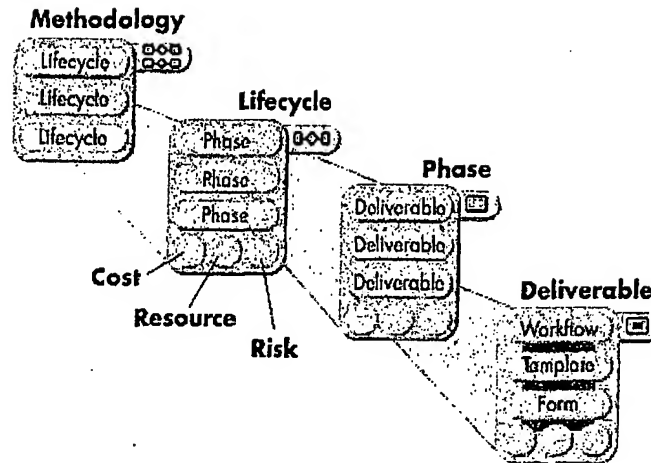 Methodology
Lifecycle
Lifecycle
Lifecycle
Lifecycle
Phase
Phase
Phase
Cost
Resource
Risk
Phase
Deliverable
Deliverable
Deliverable
Deliverable
Workflow
Template
Form